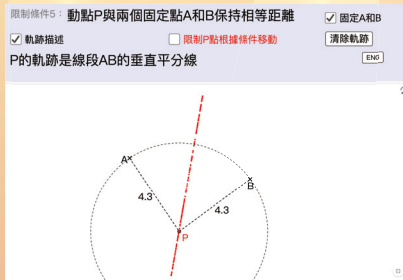 限制條件5： 動點P與兩個固定點A和B保持相等距離
固定A和B
軌跡描述
限制P點根據條件移動
清除軌跡
P的軌跡是線段AB的垂直平分線
ENG
A
B
4.3
4.3
P